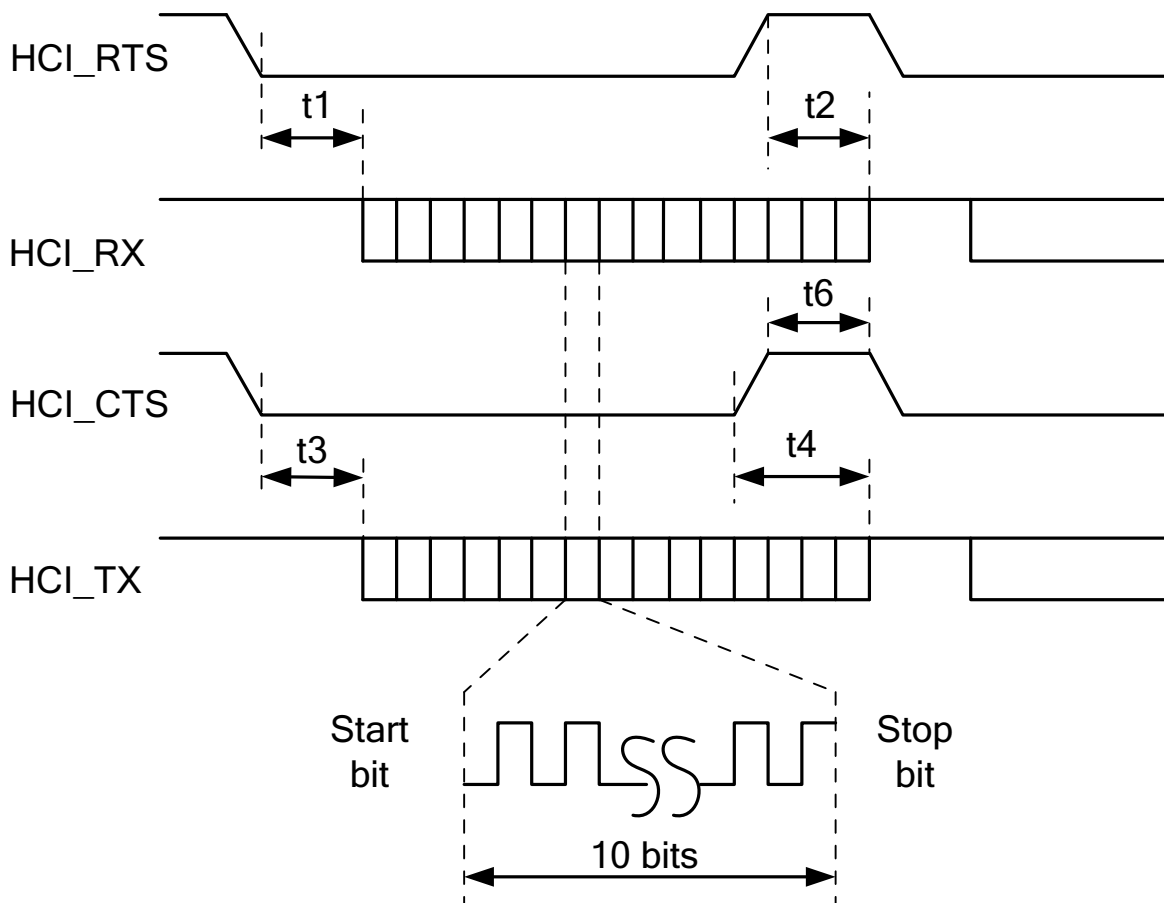 HCI_RTS
t1
t2
HCI_RX
t6
HCI_CTS
t3
t4
HCI_TX
Start
bit
Stop
bit
10 bits